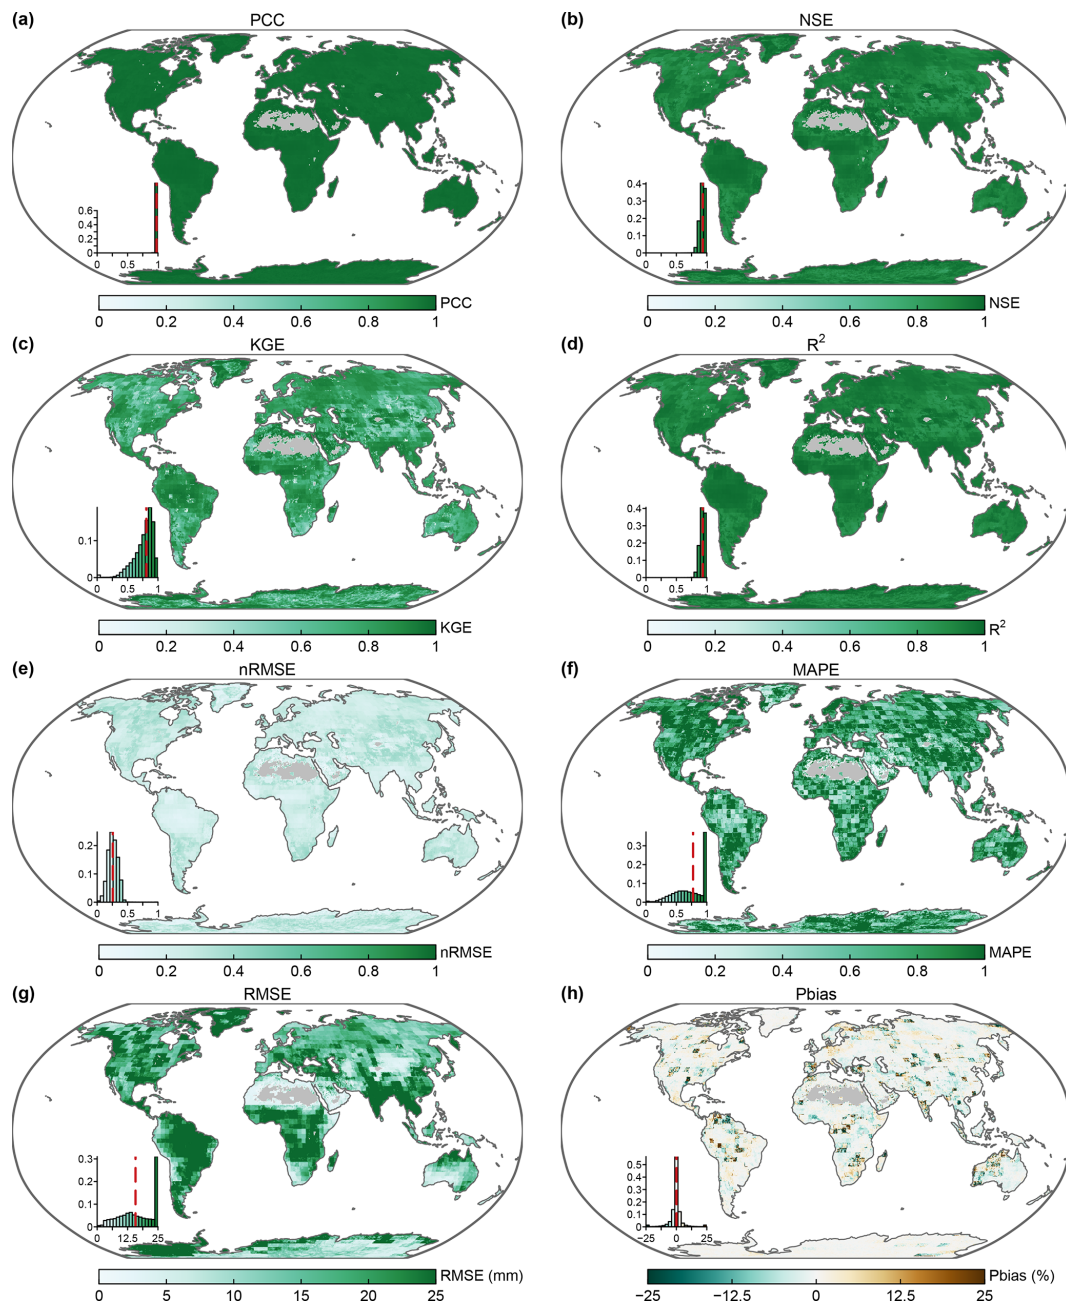 (a) PCC
0.6
0.4
0.2
0
0 0.5 1
PCC
0 0.2 0.4 0.6 0.8 1
(b) NSE
0.4
0.3
0.2
0.1
0
0 0.5 1
NSE
0 0.2 0.4 0.6 0.8 1
(c) KGE
0.1
0
0 0.5 1
KGE
0 0.2 0.4 0.6 0.8 1
(d) R²
0.4
0.3
0.2
0.1
0
0 0.5 1
R²
0 0.2 0.4 0.6 0.8 1
(e) nRMSE
0.2
0.1
0
0 0.5 1
nRMSE
0 0.2 0.4 0.6 0.8 1
(f) MAPE
0.3
0.2
0.1
0
0 0.5 1
MAPE
0 0.2 0.4 0.6 0.8 1
(g) RMSE
0.3
0.2
0.1
0
0 12.5 25
RMSE (mm)
0 5 10 15 20 25
(h) Pbias
0.5
0.4
0.3
0.2
0.1
0
−25 0 25
Pbias (%)
−25 −12.5 0 12.5 25